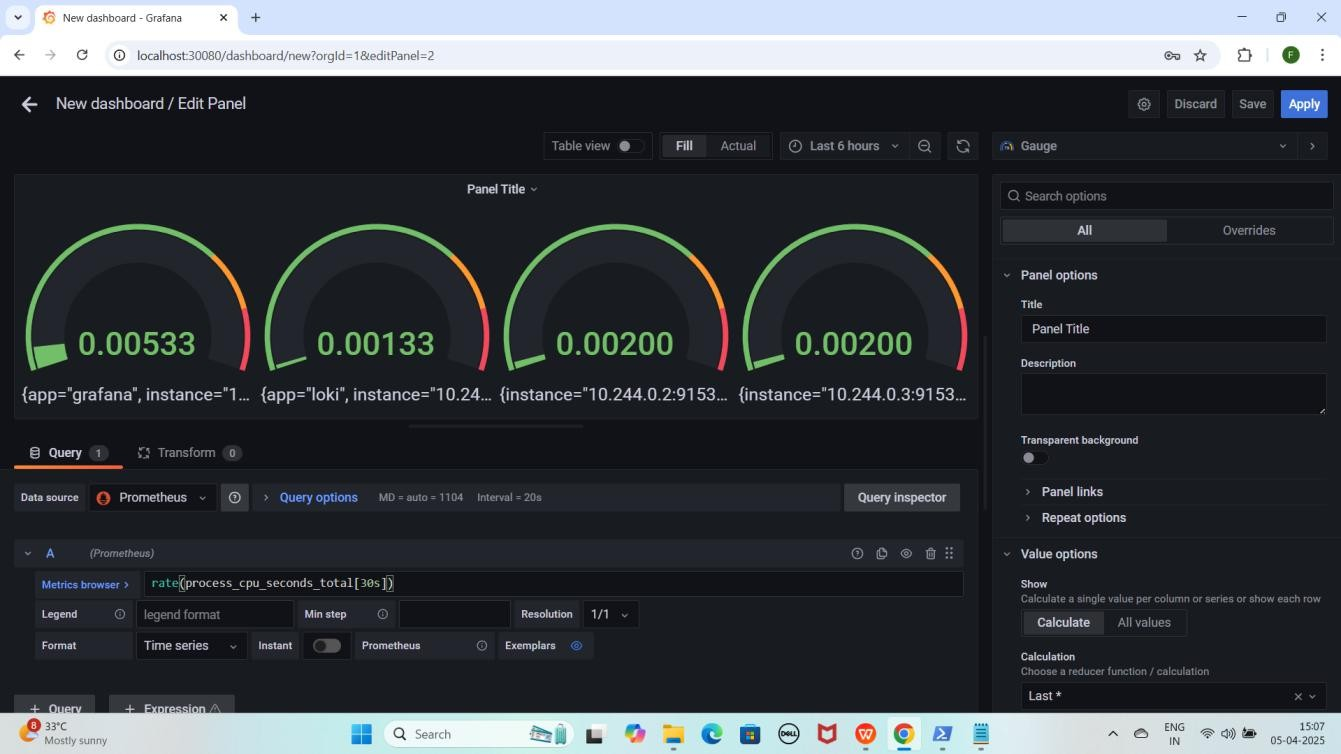 New dashboard - Grafana
localhost:30080/dashboard/new?orgId=1&editPanel=2
F
New dashboard / Edit Panel
Discard
Save
Apply
Table view
Fill
Actual
Last 6 hours
Gauge
Panel Title
0.00533
0.00133
0.00200
0.00200
{app="grafana", instance="1...
{app="loki", instance="10.24...
{instance="10.244.0.2:9153...
{instance="10.244.0.3:9153...
Search options
All
Overrides
Panel options
Title
Panel Title
Description
Transparent background
Panel links
Repeat options
Value options
Show
Calculate a single value per column or series or show each row
Calculate
All values
Calculation
Choose a reducer function / calculation
Last *
Query 1
Transform 0
Data source
Prometheus
Query options
MD = auto = 1104
Interval = 20s
Query inspector
A
(Prometheus)
Metrics browser >
rate(process_cpu_seconds_total[30s])
Legend
legend format
Min step
Resolution
1/1
Format
Time series
Instant
Prometheus
Exemplars
+ Query
+ Expression
8
33°C
Mostly sunny
Search
DELL
W
ENG
IN
15:07
05-04-2025